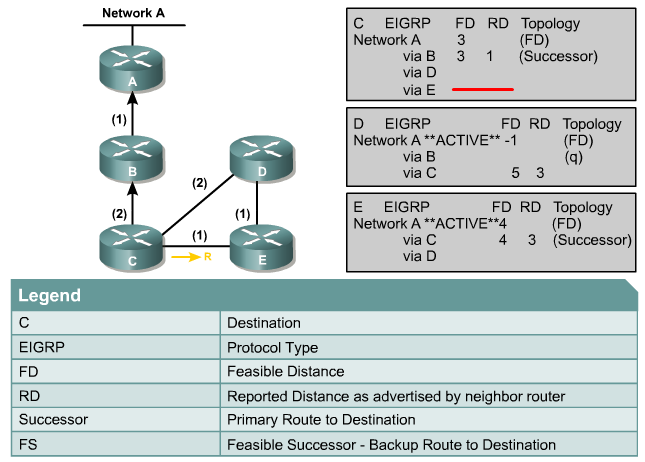 Network A
A
(1)
B
D
(2)
(2)
(1)
(1)
C
R
E
C EIGRP FD RD Topology
Network A 3 (FD)
via B 3 1 (Successor)
via D
via E
D EIGRP FD RD Topology
Network A **ACTIVE** -1 (FD)
via B (q)
via C 5 3
E EIGRP FD RD Topology
Network A **ACTIVE**4 (FD)
via C 4 3 (Successor)
via D
Legend
C Destination
EIGRP Protocol Type
FD Feasible Distance
RD Reported Distance as advertised by neighbor router
Successor Primary Route to Destination
FS Feasible Successor - Backup Route to Destination